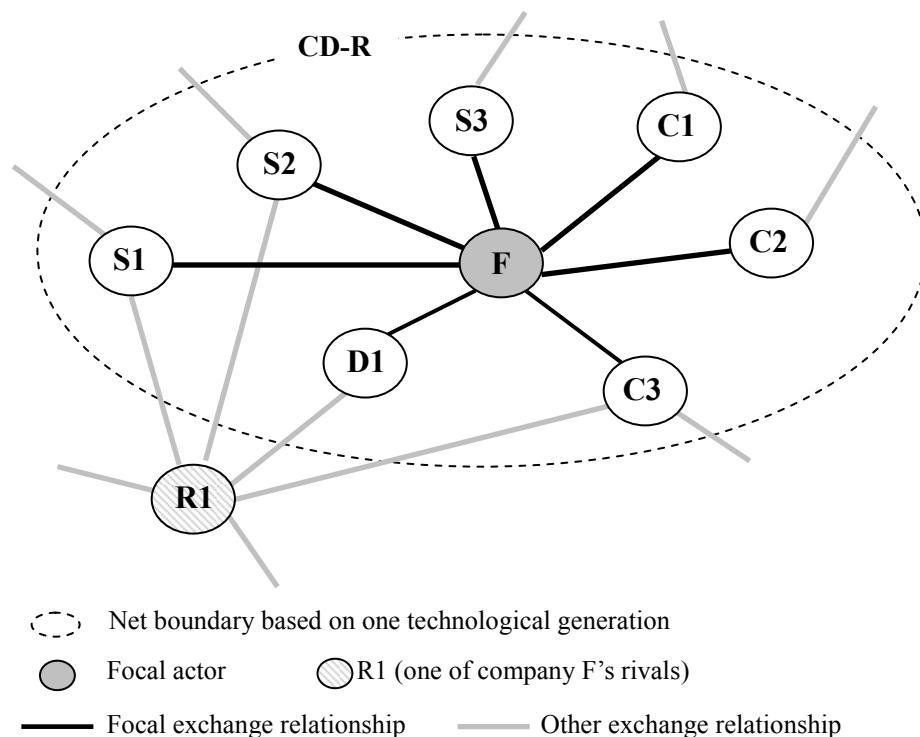 CD-R
S3
C1
S2
C2
S1
F
D1
C3
R1
Net boundary based on one technological generation
Focal actor
R1 (one of company F's rivals)
Focal exchange relationship
Other exchange relationship